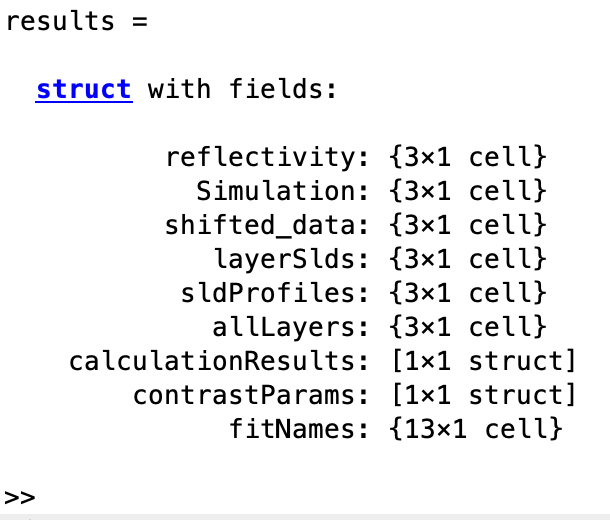 results =
struct with fields:
reflectivity: {3×1 cell}
Simulation: {3×1 cell}
shifted_data: {3×1 cell}
layerSlds: {3×1 cell}
sldProfiles: {3×1 cell}
allLayers: {3×1 cell}
calculationResults: [1×1 struct]
contrastParams: [1×1 struct]
fitNames: {13×1 cell}
>>